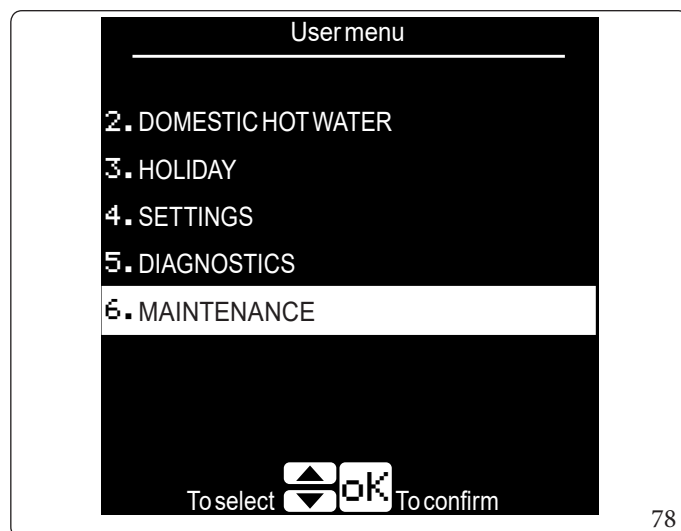 User menu
2. DOMESTIC HOT WATER
3. HOLIDAY
4. SETTINGS
5. DIAGNOSTICS
6. MAINTENANCE
To select oK To confirm
78